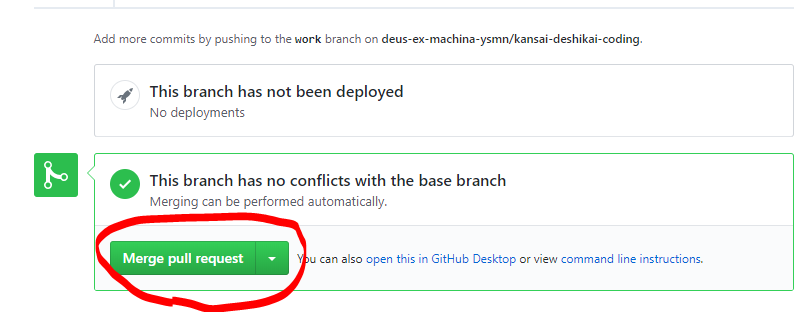 Add more commits by pushing to the work branch on deus-ex-machina-ysmn/kansai-deshikai-coding.
This branch has not been deployed
No deployments
This branch has no conflicts with the base branch
Merging can be performed automatically.
Merge pull request You can also open this in GitHub Desktop or view command line instructions.